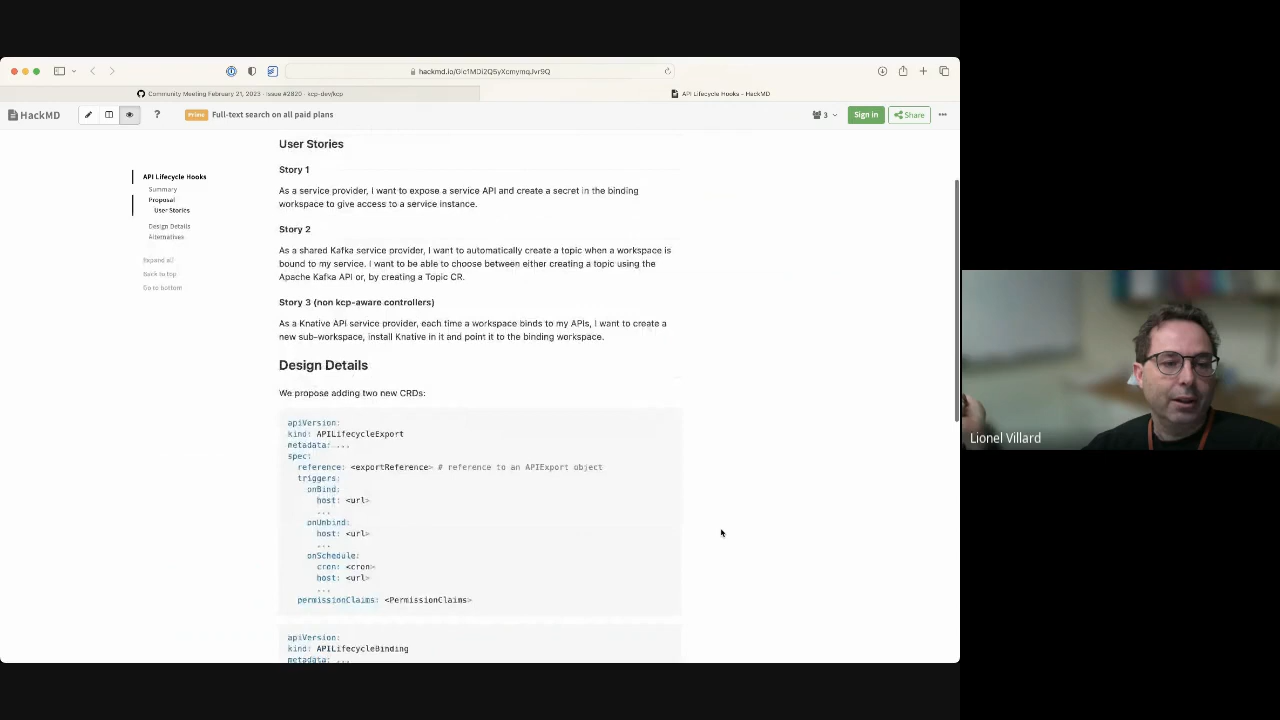 hackmd.io/
Community Meeting February 21, 2023 · Issue #2820 · kcp-dev/kcp
API Lifecycle Hooks - HackMD
HackMD
?
Prime Full-text search on all paid plans
3
Sign in
Share
API Lifecycle Hooks
Summary
Proposal
User Stories
Design Details
Alternatives
Expand all
Back to top
Go to bottom
User Stories
Story 1
As a service provider, I want to expose a service API and create a secret in the binding
workspace to give access to a service instance.
Story 2
As a shared Kafka service provider, I want to automatically create a topic when a workspace is
bound to my service. I want to be able to choose between either creating a topic using the
Apache Kafka API or, by creating a Topic CR.
Story 3 (non kcp-aware controllers)
As a Knative API service provider, each time a workspace binds to my APIs, I want to create a
new sub-workspace, install Knative in it and point it to the binding workspace.
Design Details
We propose adding two new CRDs:
apiVersion:
kind: APILifecycleExport
metadata: ...
spec:
reference: <exportReference> # reference to an APIExport object
triggers:
onBind:
host: <url>
...
onUnbind:
host: <url>
...
onSchedule:
cron: <cron>
host: <url>
...
permissionClaims: <PermissionClaims>
apiVersion:
kind: APILifecycleBinding
metadata: ...
Lionel Villard